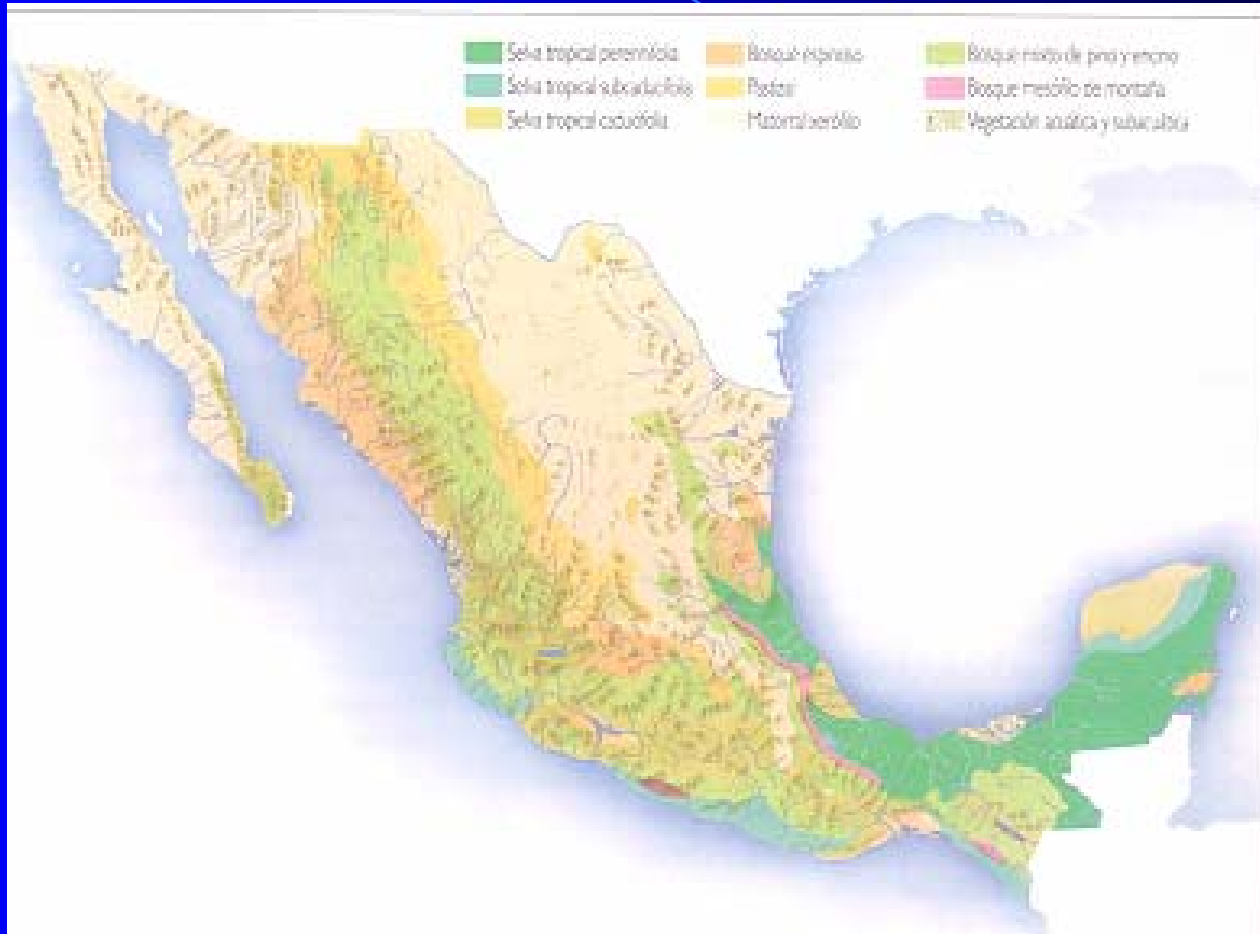 Selva tropical perennifolia
Selva tropical subcaducifolia
Selva tropical caducifolia
Bosque espinoso
Pastizal
Matorral xerófilo
Bosque mixto de pino y encino
Bosque mesófilo de montaña
Vegetación acuática y subacuática